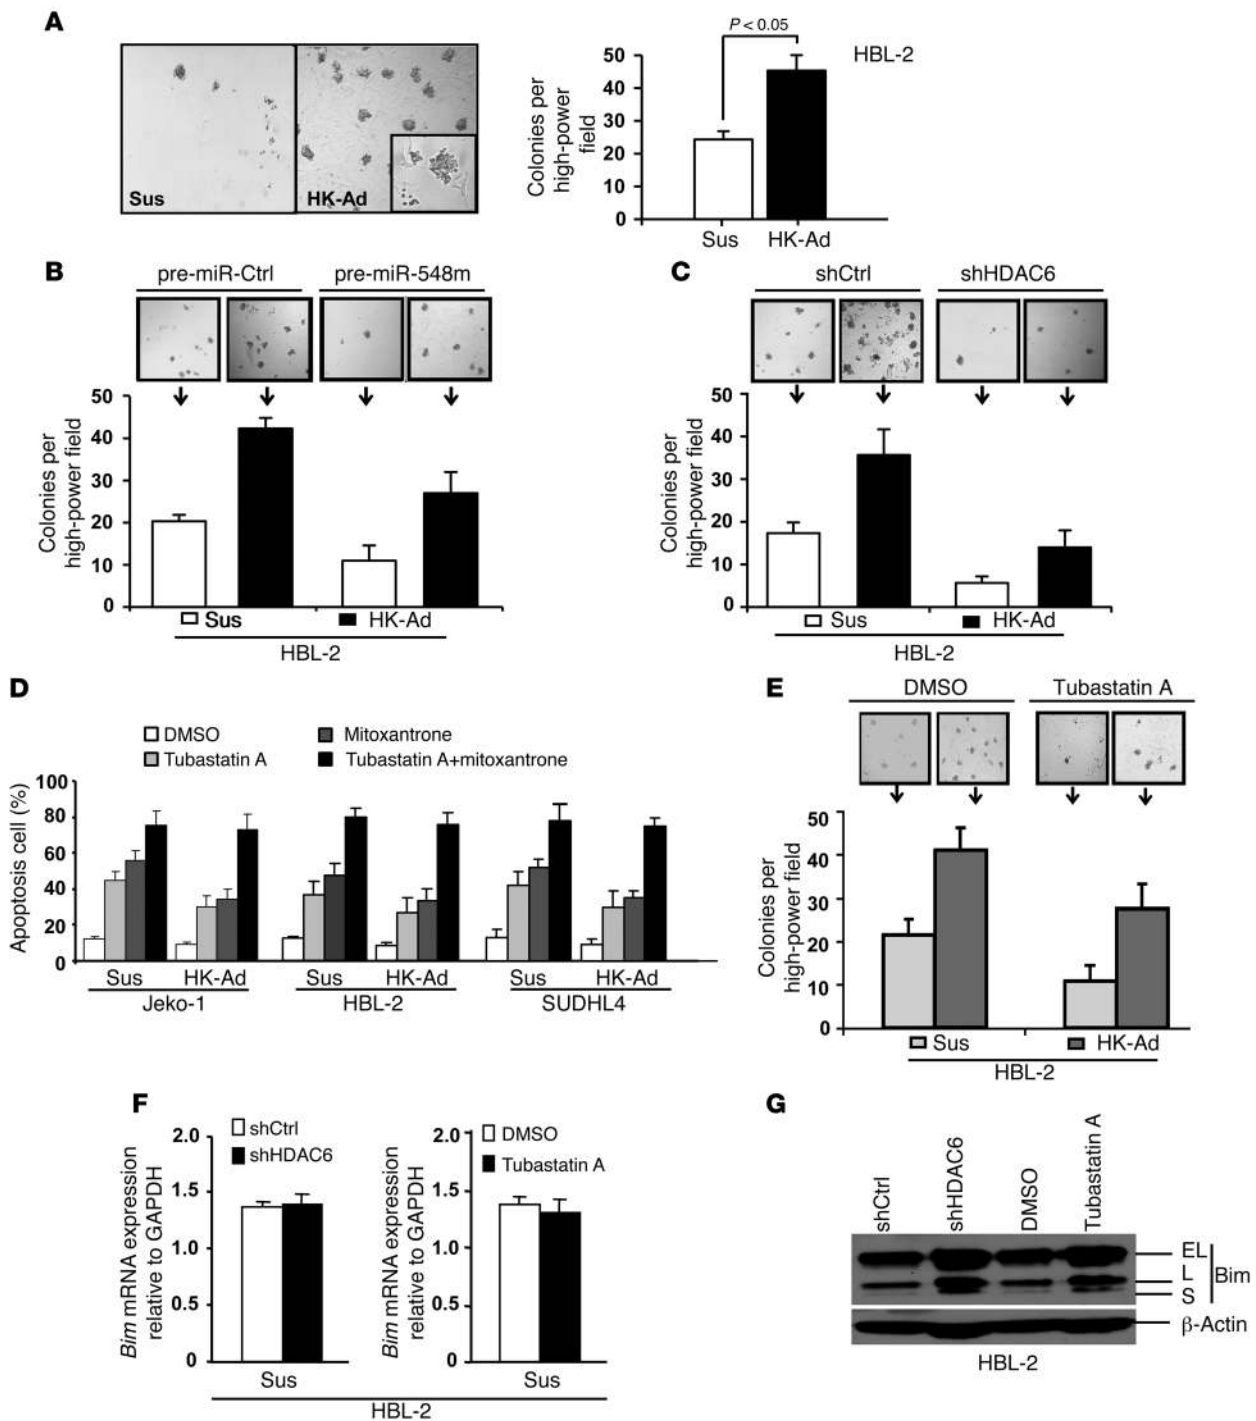 A
Sus
HK-Ad
P < 0.05
HBL-2
Colonies per
high-power
field
50
40
30
20
10
0
Sus HK-Ad
B
pre-miR-Ctrl pre-miR-548m
Colonies per
high-power field
50
40
30
20
10
0
Sus HK-Ad
HBL-2
C
shCtrl shHDAC6
Colonies per
high-power field
50
40
30
20
10
0
Sus HK-Ad
HBL-2
D
DMSO Mitoxantrone
Tubastatin A Tubastatin A+mitoxantrone
Apoptosis cell (%)
100
80
60
40
20
0
Sus HK-Ad Sus HK-Ad Sus HK-Ad
Jeko-1 HBL-2 SUDHL4
E
DMSO Tubastatin A
Colonies per
high-power field
50
40
30
20
10
0
Sus HK-Ad
HBL-2
F
shCtrl
shHDAC6
Bim mRNA expression
relative to GAPDH
2.0
1.5
1.0
0.5
0
Sus
DMSO
Tubastatin A
Bim mRNA expression
relative to GAPDH
2.0
1.5
1.0
0.5
0
Sus
HBL-2
G
shCtrl
shHDAC6
DMSO
Tubastatin A
EL
L
S
Bim
β-Actin
HBL-2